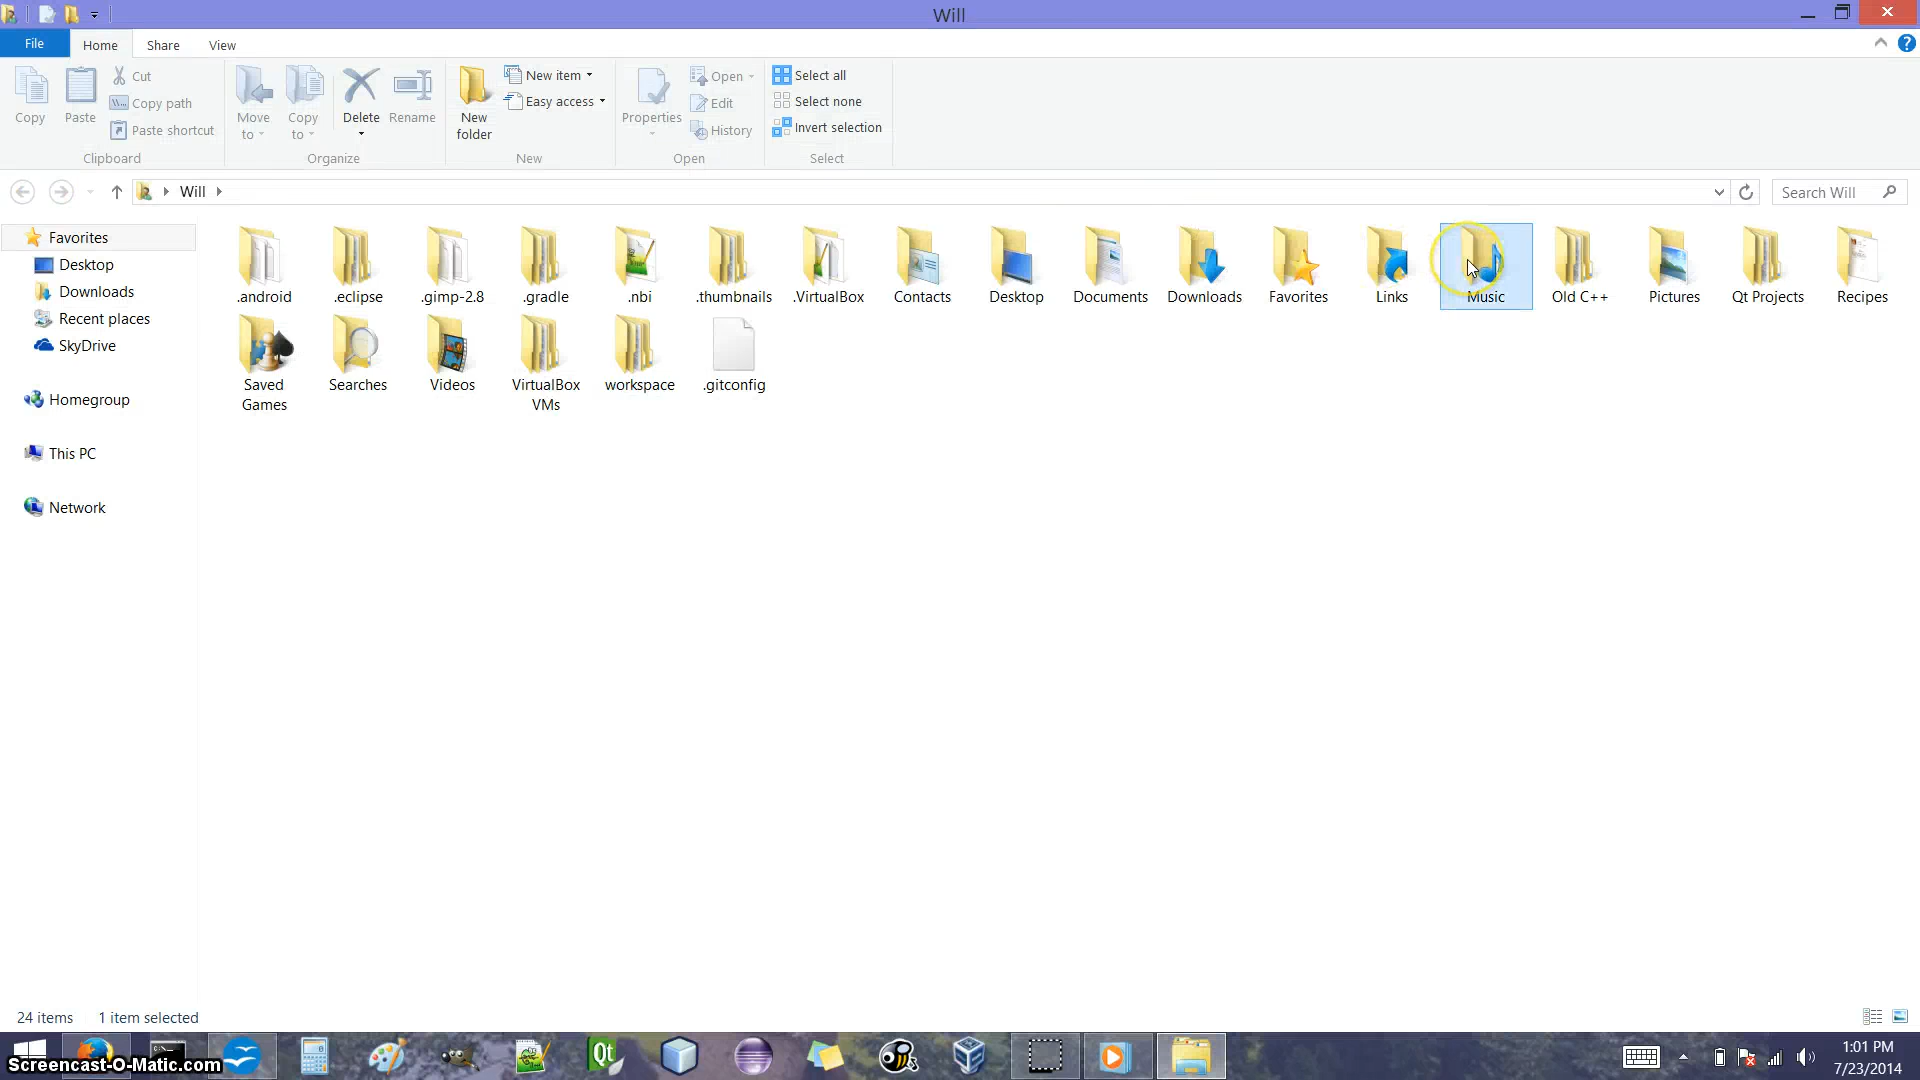 Will
File Home Share View
Copy
Paste
Cut
Copy path
Paste shortcut
Clipboard
Move to
Copy to
Delete
Rename
Organize
New folder
New item
Easy access
New
Properties
Open
Edit
History
Open
Select all
Select none
Invert selection
Select
Will
Search Will
Favorites
Desktop
Downloads
Recent places
SkyDrive
Homegroup
This PC
Network
.android .eclipse .gimp-2.8 .gradle .nbi .thumbnails .VirtualBox Contacts Desktop Documents Downloads Favorites Links Music Old C++ Pictures Qt Projects Recipes
Saved Games
Searches
Videos
VirtualBox VMs
workspace
.gitconfig
24 items 1 item selected
Screencast-O-Matic.com
Qt
1:01 PM
7/23/2014